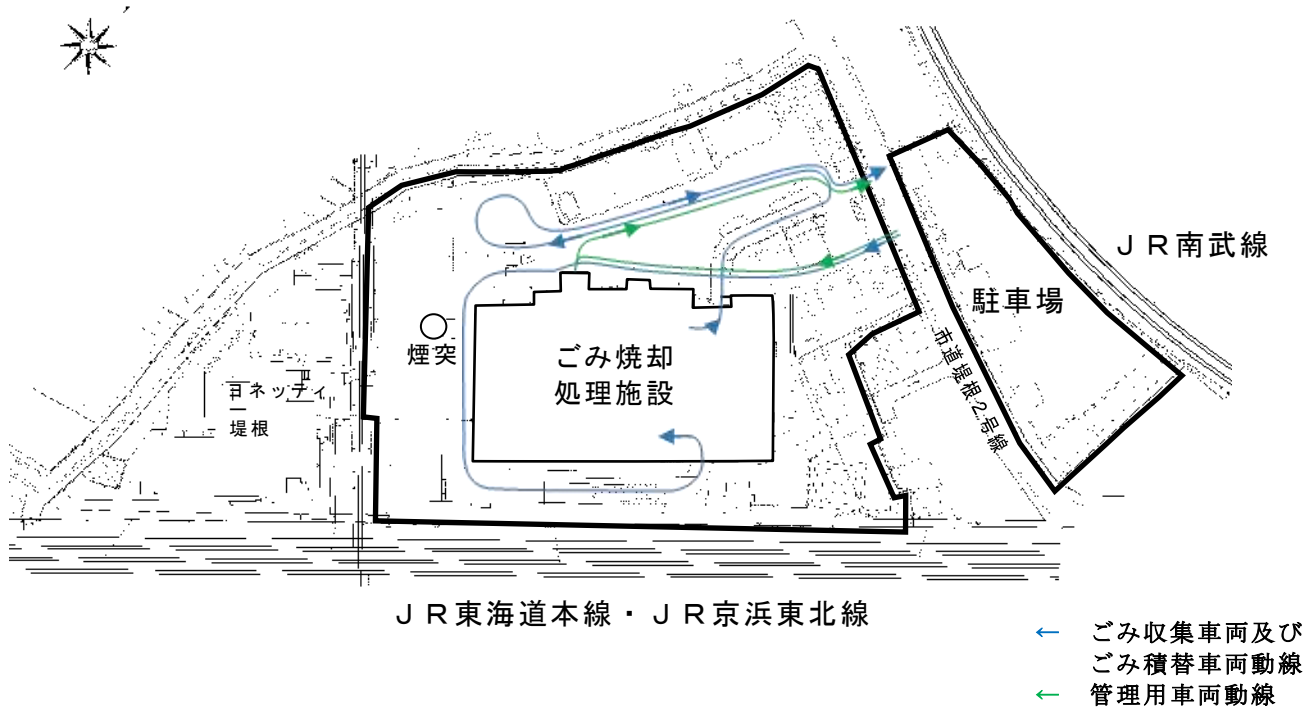 ＪＲ南武線
駐車場
市道堤根２号線
煙突
ごみ焼却
処理施設
ヨネッティ
ー
堤根
ＪＲ東海道本線・ＪＲ京浜東北線
← ごみ収集車両及び
ごみ積替車両動線
← 管理用車両動線